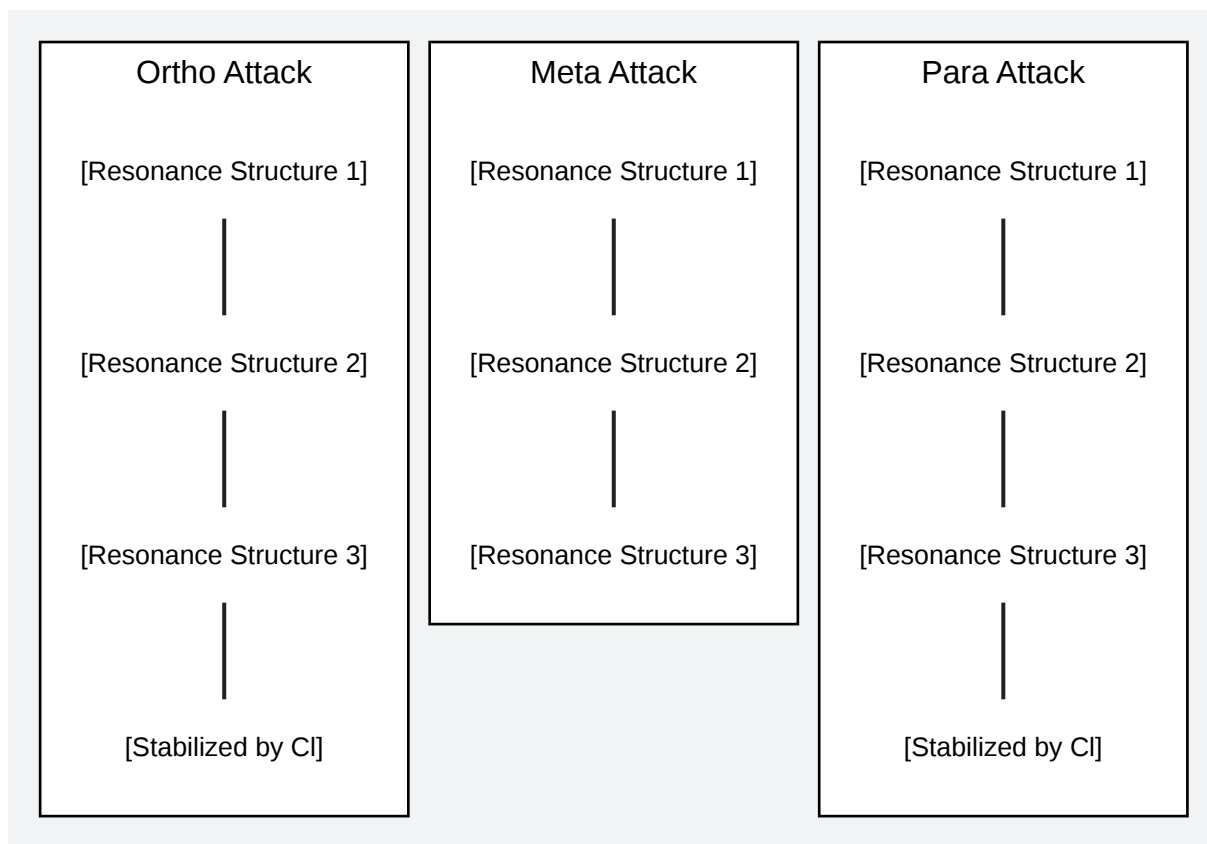 Ortho Attack
[Resonance Structure 1]
[Resonance Structure 2]
[Resonance Structure 3]
[Stabilized by Cl]
Meta Attack
[Resonance Structure 1]
[Resonance Structure 2]
[Resonance Structure 3]
Para Attack
[Resonance Structure 1]
[Resonance Structure 2]
[Resonance Structure 3]
[Stabilized by Cl]